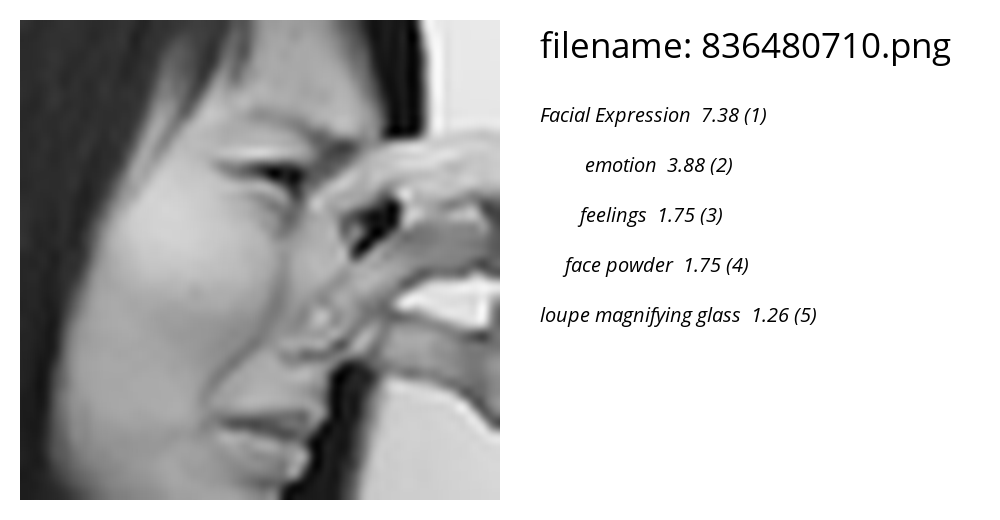 filename: 836480710.png
Facial Expression 7.38 (1)
emotion 3.88 (2)
feelings 1.75 (3)
face powder 1.75 (4)
loupe magnifying glass 1.26 (5)